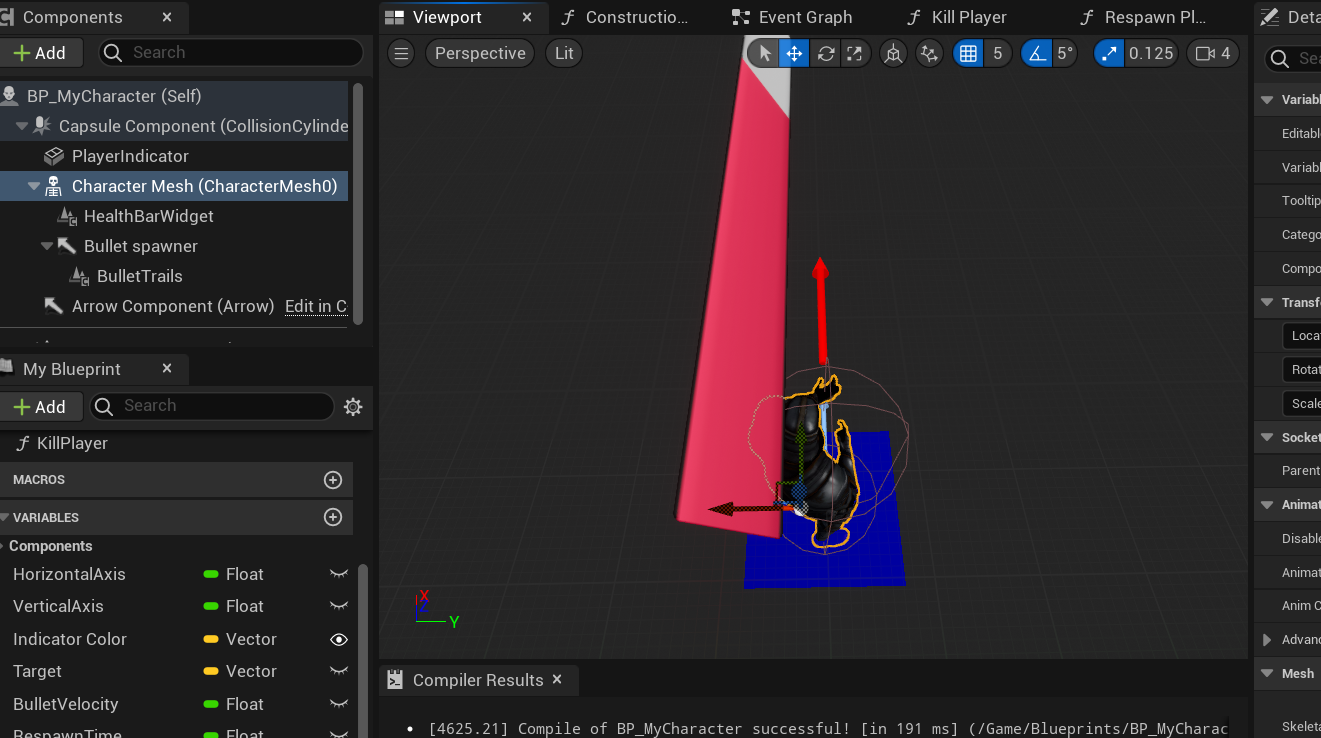 Components
Viewport
Constructio...
Event Graph
Kill Player
Respawn Pl...
Deta
Add
Search
Perspective
Lit
5
5°
0.125
4
Sea
BP_MyCharacter (Self)
Capsule Component (CollisionCylinde
PlayerIndicator
Character Mesh (CharacterMesh0)
HealthBarWidget
Bullet spawner
BulletTrails
Arrow Component (Arrow) Edit in C
My Blueprint
Add
Search
KillPlayer
MACROS
VARIABLES
Components
HorizontalAxis Float
VerticalAxis Float
Indicator Color Vector
Target Vector
BulletVelocity Float
RespawnTime Float
X
Z
Y
Compiler Results
• [4625.21] Compile of BP_MyCharacter successful! [in 191 ms] (/Game/Blueprints/BP_MyCharac
Variabl
Editabl
Variabl
Tooltip
Catego
Compo
Transf
Loca
Rotat
Scale
Socket
Parent
Animat
Disable
Animat
Anim C
Advanc
Mesh
Skeleta